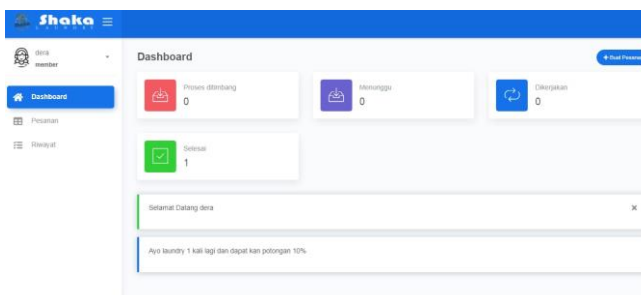 Shaka
LAUNDRY
dera
member
Dashboard
Pesanan
Riwayat
Dashboard
+ Buat Pesanan
Proses ditimbang
0
Menunggu
0
Dikerjakan
0
Selesai
1
Selamat Datang dera
×
Ayo laundry 1 kali lagi dan dapat kan potongan 10%